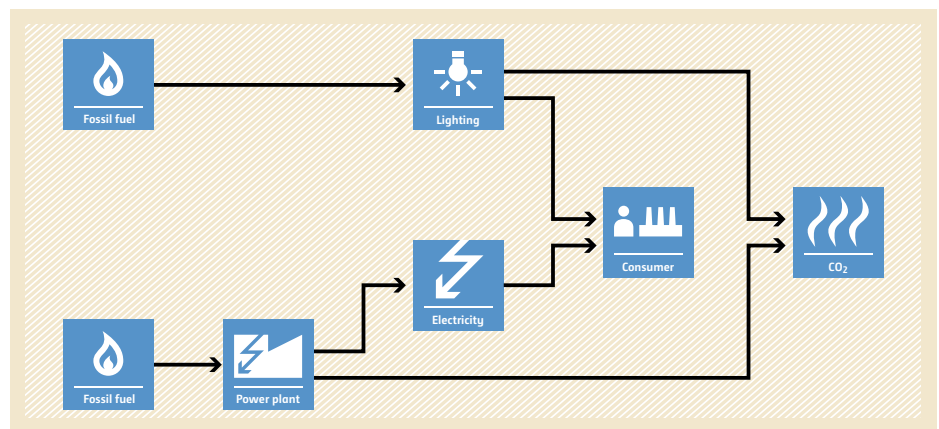 Fossil fuel
Lighting
Consumer
CO₂
Electricity
Fossil fuel
Power plant